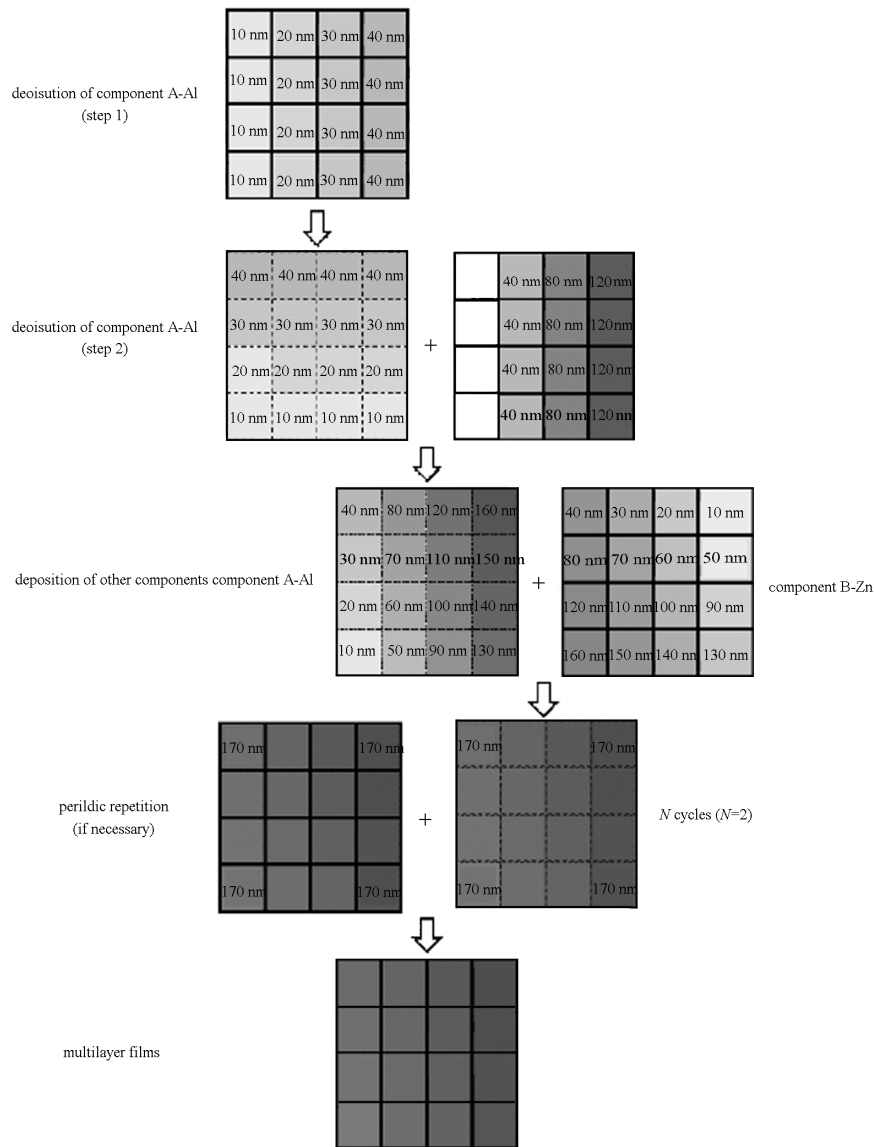 10 nm 20 nm 30 nm 40 nm
10 nm 20 nm 30 nm 40 nm
10 nm 20 nm 30 nm 40 nm
10 nm 20 nm 30 nm 40 nm
deoisution of component A-Al
(step 1)
40 nm 40 nm 40 nm 40 nm
30 nm 30 nm 30 nm 30 nm
20 nm 20 nm 20 nm 20 nm
10 nm 10 nm 10 nm 10 nm
deoisution of component A-Al
(step 2)
+
40 nm 80 nm 120 nm
40 nm 80 nm 120 nm
40 nm 80 nm 120 nm
40 nm 80 nm 120 nm
deposition of other components component A-Al
40 nm 80 nm 120 nm 160 nm
30 nm 70 nm 110 nm 150 nm
20 nm 60 nm 100 nm 140 nm
10 nm 50 nm 90 nm 130 nm
+
40 nm 30 nm 20 nm 10 nm
80 nm 70 nm 60 nm 50 nm
120 nm 110 nm 100 nm 90 nm
160 nm 150 nm 140 nm 130 nm
component B-Zn
perildic repetition
(if necessary)
170 nm 170 nm
170 nm 170 nm
+
170 nm 170 nm
170 nm 170 nm
N cycles (N=2)
multilayer films